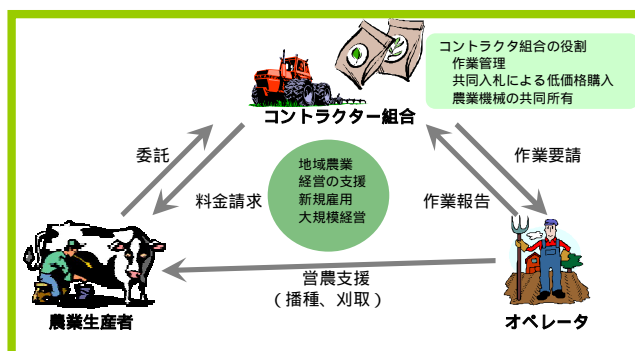 コントラクタ組合の役割
作業管理
共同入札による低価格購入
農業機械の共同所有
コントラクター組合
委託
作業要請
地域農業
経営の支援
新規雇用
大規模経営
料金請求
作業報告
営農支援
（播種、刈取）
農業生産者
オペレータ